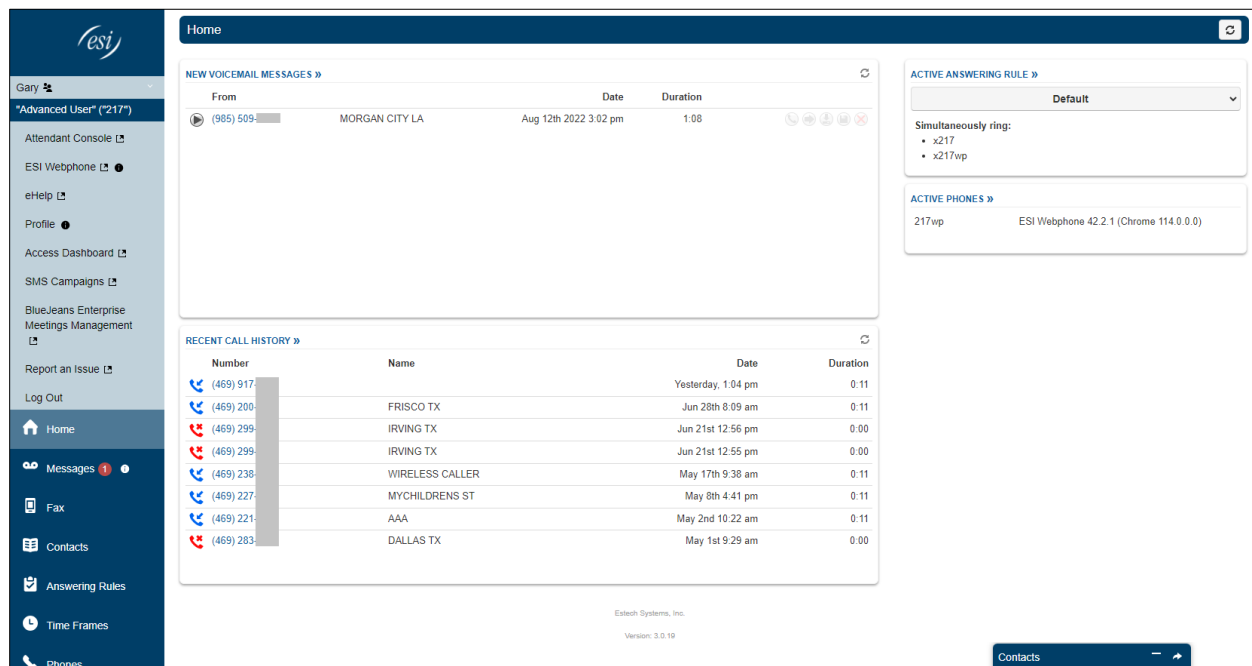 esi
Gary
"Advanced User" ("217")
Attendant Console
ESI Webphone
eHelp
Profile
Access Dashboard
SMS Campaigns
BlueJeans Enterprise
Meetings Management
Report an Issue
Log Out
Home
Messages 1
Fax
Contacts
Answering Rules
Time Frames
Phones
Home
NEW VOICEMAIL MESSAGES »
From Date Duration
(985) 509- MORGAN CITY LA Aug 12th 2022 3:02 pm 1:08
RECENT CALL HISTORY »
Number Name Date Duration
(469) 917- Yesterday, 1:04 pm 0:11
(469) 200- FRISCO TX Jun 28th 8:09 am 0:11
(469) 299- IRVING TX Jun 21st 12:56 pm 0:00
(469) 299- IRVING TX Jun 21st 12:55 pm 0:00
(469) 238- WIRELESS CALLER May 17th 9:38 am 0:11
(469) 227- MYCHILDRENS ST May 8th 4:41 pm 0:11
(469) 221- AAA May 2nd 10:22 am 0:11
(469) 283- DALLAS TX May 1st 9:29 am 0:00
Estech Systems, Inc.
Version: 3.0.19
ACTIVE ANSWERING RULE »
Default
Simultaneously ring:
• x217
• x217wp
ACTIVE PHONES »
217wp ESI Webphone 42.2.1 (Chrome 114.0.0.0)
Contacts